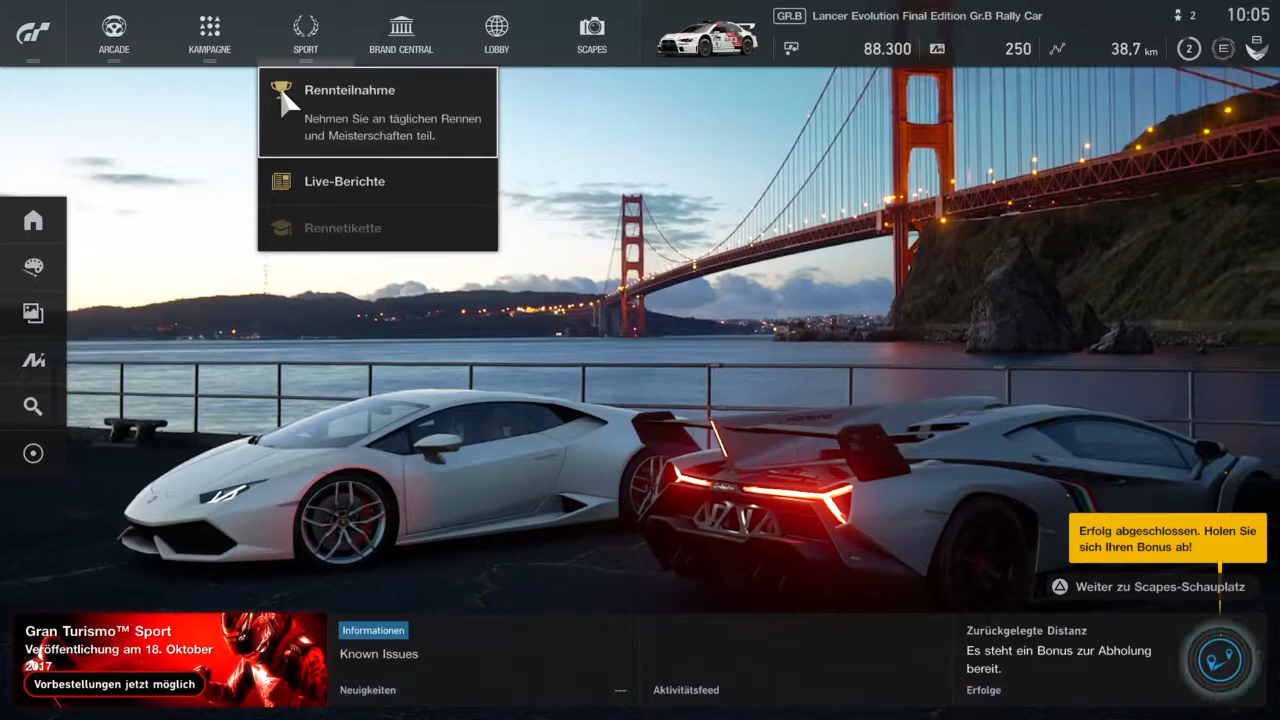 ARCADE
KAMPAGNE
SPORT
BRAND CENTRAL
LOBBY
SCAPES
GR.B Lancer Evolution Final Edition Gr.B Rally Car
2
10:05
88.300
250
38,7 km
2
E
B
Rennteilnahme
Nehmen Sie an täglichen Rennen
und Meisterschaften teil.
Live-Berichte
Rennetikette
Erfolg abgeschlossen. Holen Sie
sich Ihren Bonus ab!
Weiter zu Scapes-Schauplatz
Gran Turismo™ Sport
Veröffentlichung am 18. Oktober
2017
Vorbestellungen jetzt möglich
Informationen
Known Issues
Neuigkeiten ---
Aktivitätsfeed
Zurückgelegte Distanz
Es steht ein Bonus zur Abholung
bereit.
Erfolge